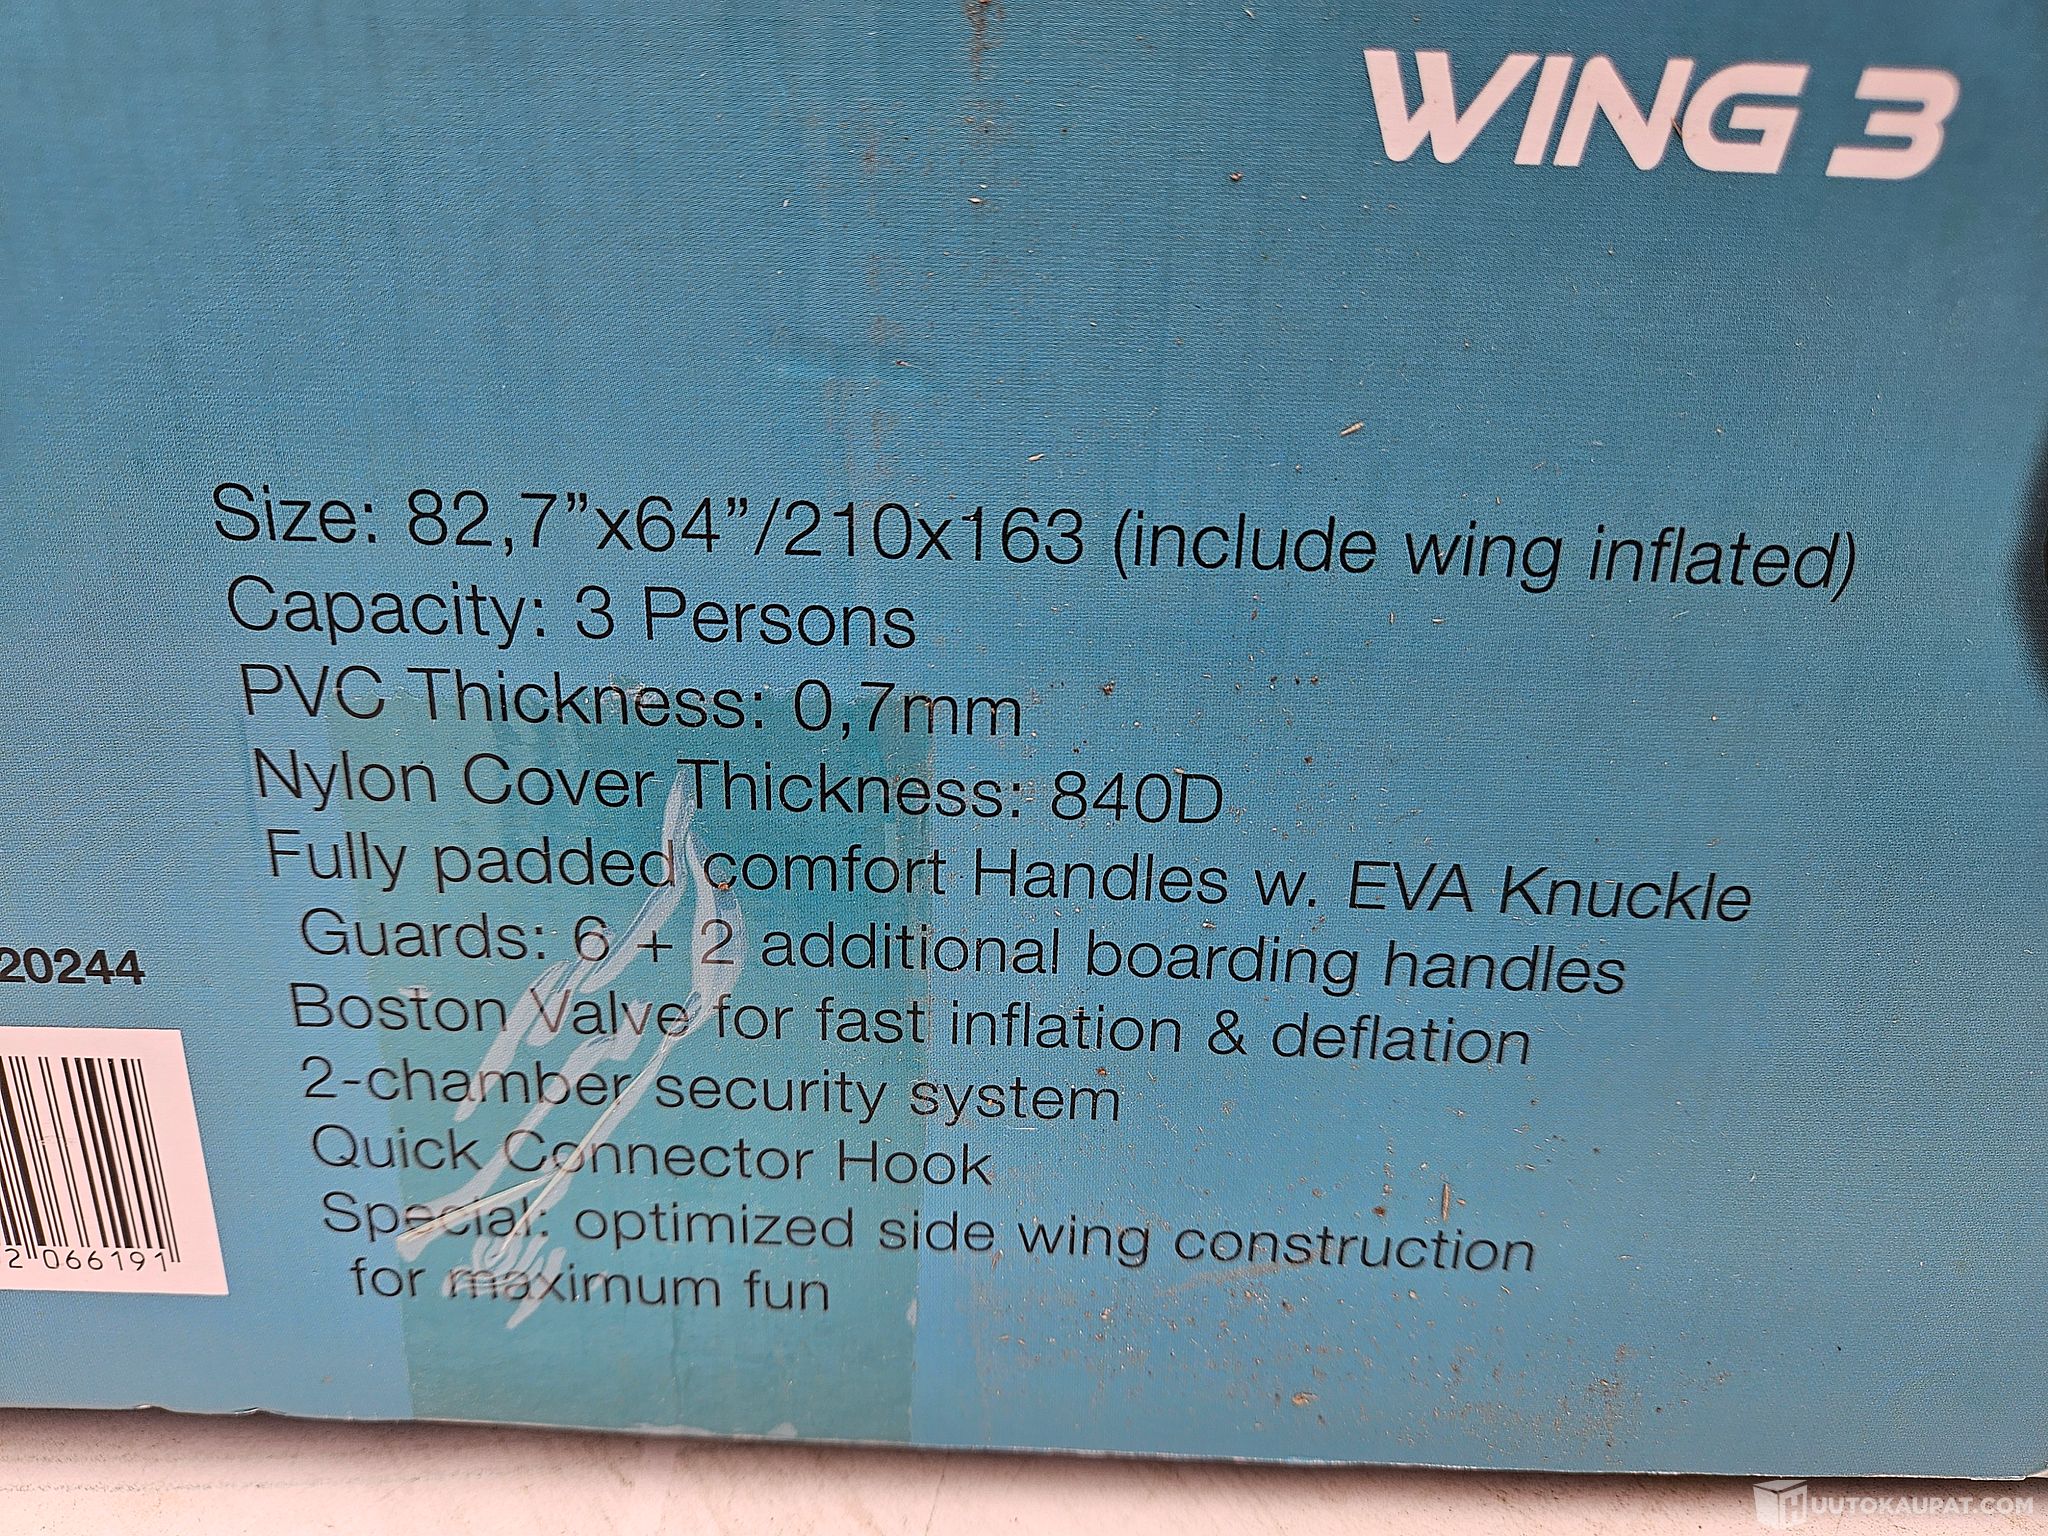 WING 3
Size: 82,7”x64”/210x163 (include wing inflated)
Capacity: 3 Persons
PVC Thickness: 0,7mm
Nylon Cover Thickness: 840D
Fully padded comfort Handles w. EVA Knuckle
Guards: 6 + 2 additional boarding handles
Boston Valve for fast inflation & deflation
2-chamber security system
Quick Connector Hook
Special: optimized side wing construction
for maximum fun
20244
2 066191
HUUTOKAUPAT.COM